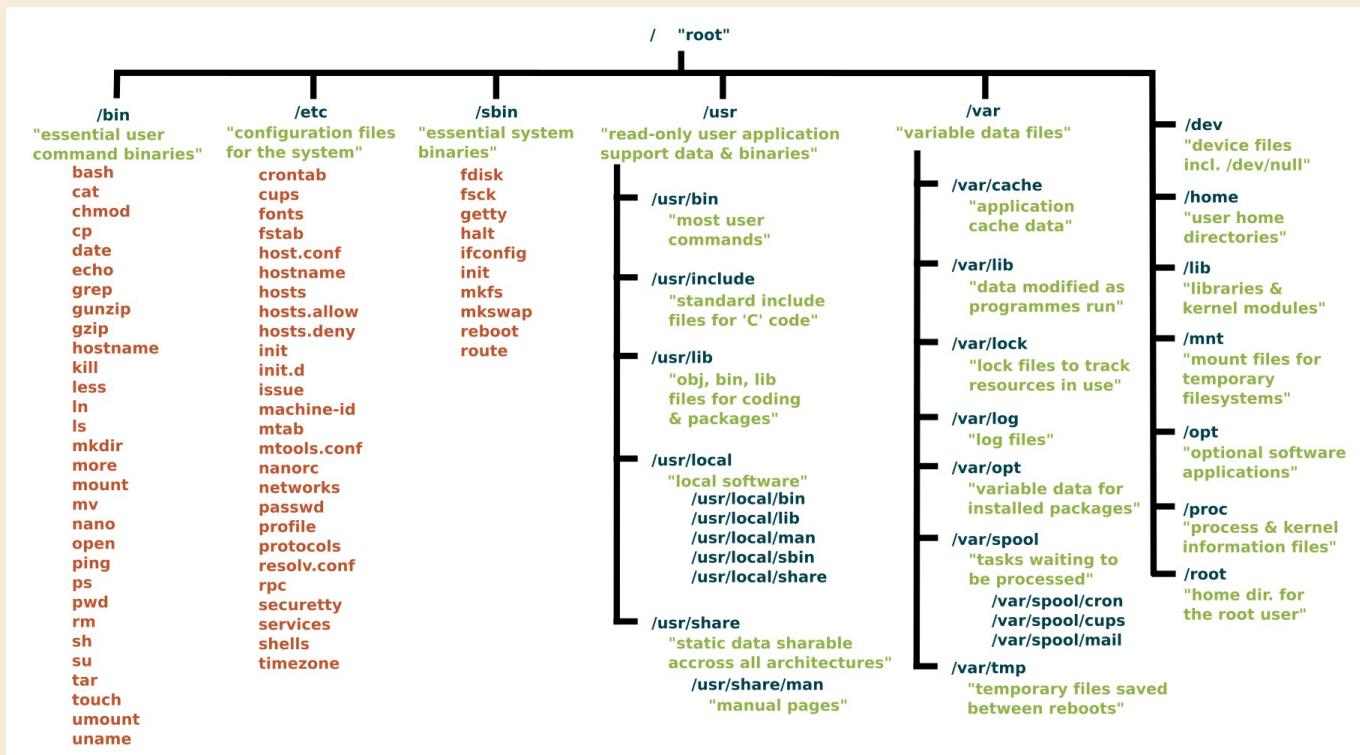 / "root"
/bin
"essential user
command binaries"
bash
cat
chmod
cp
date
echo
grep
gunzip
gzip
hostname
kill
less
ln
ls
mkdir
more
mount
mv
nano
open
ping
ps
pwd
rm
sh
su
tar
touch
umount
uname
/etc
"configuration files
for the system"
crontab
cups
fonts
fstab
host.conf
hostname
hosts
hosts.allow
hosts.deny
init
init.d
issue
machine-id
mtab
mtools.conf
nanorc
networks
passwd
profile
protocols
resolv.conf
rpc
securetty
services
shells
timezone
/sbin
"essential system
binaries"
fdisk
fsck
getty
halt
ifconfig
init
mkfs
mkswap
reboot
route
/usr
"read-only user application
support data & binaries"
/usr/bin
"most user
commands"
/usr/include
"standard include
files for 'C' code"
/usr/lib
"obj, bin, lib
files for coding
& packages"
/usr/local
"local software"
/usr/local/bin
/usr/local/lib
/usr/local/man
/usr/local/sbin
/usr/local/share
/usr/share
"static data sharable
accross all architectures"
/usr/share/man
"manual pages"
/var
"variable data files"
/var/cache
"application
cache data"
/var/lib
"data modified as
programmes run"
/var/lock
"lock files to track
resources in use"
/var/log
"log files"
/var/opt
"variable data for
installed packages"
/var/spool
"tasks waiting to
be processed"
/var/spool/cron
/var/spool/cups
/var/spool/mail
/var/tmp
"temporary files saved
between reboots"
/dev
"device files
incl. /dev/null"
/home
"user home
directories"
/lib
"libraries &
kernel modules"
/mnt
"mount files for
temporary
filesystems"
/opt
"optional software
applications"
/proc
"process & kernel
information files"
/root
"home dir. for
the root user"